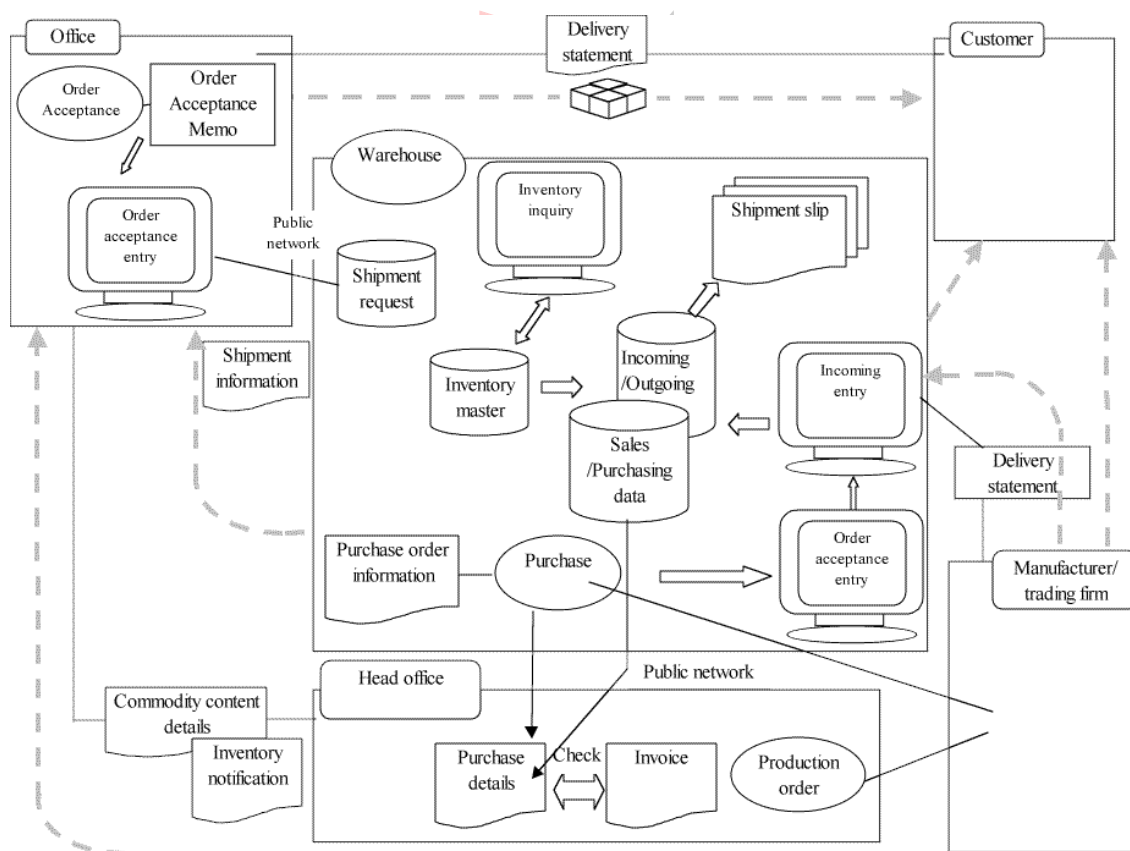 Office
Order
Acceptance
Order
Acceptance
Memo
Order
acceptance
entry
Delivery
statement
Customer
Warehouse
Public
network
Shipment
request
Inventory
inquiry
Shipment slip
Shipment
information
Inventory
master
Incoming
/Outgoing
Sales
/Purchasing
data
Incoming
entry
Delivery
statement
Purchase order
information
Purchase
Order
acceptance
entry
Manufacturer/
trading firm
Head office
Public network
Commodity content
details
Inventory
notification
Purchase
details
Check
Invoice
Production
order